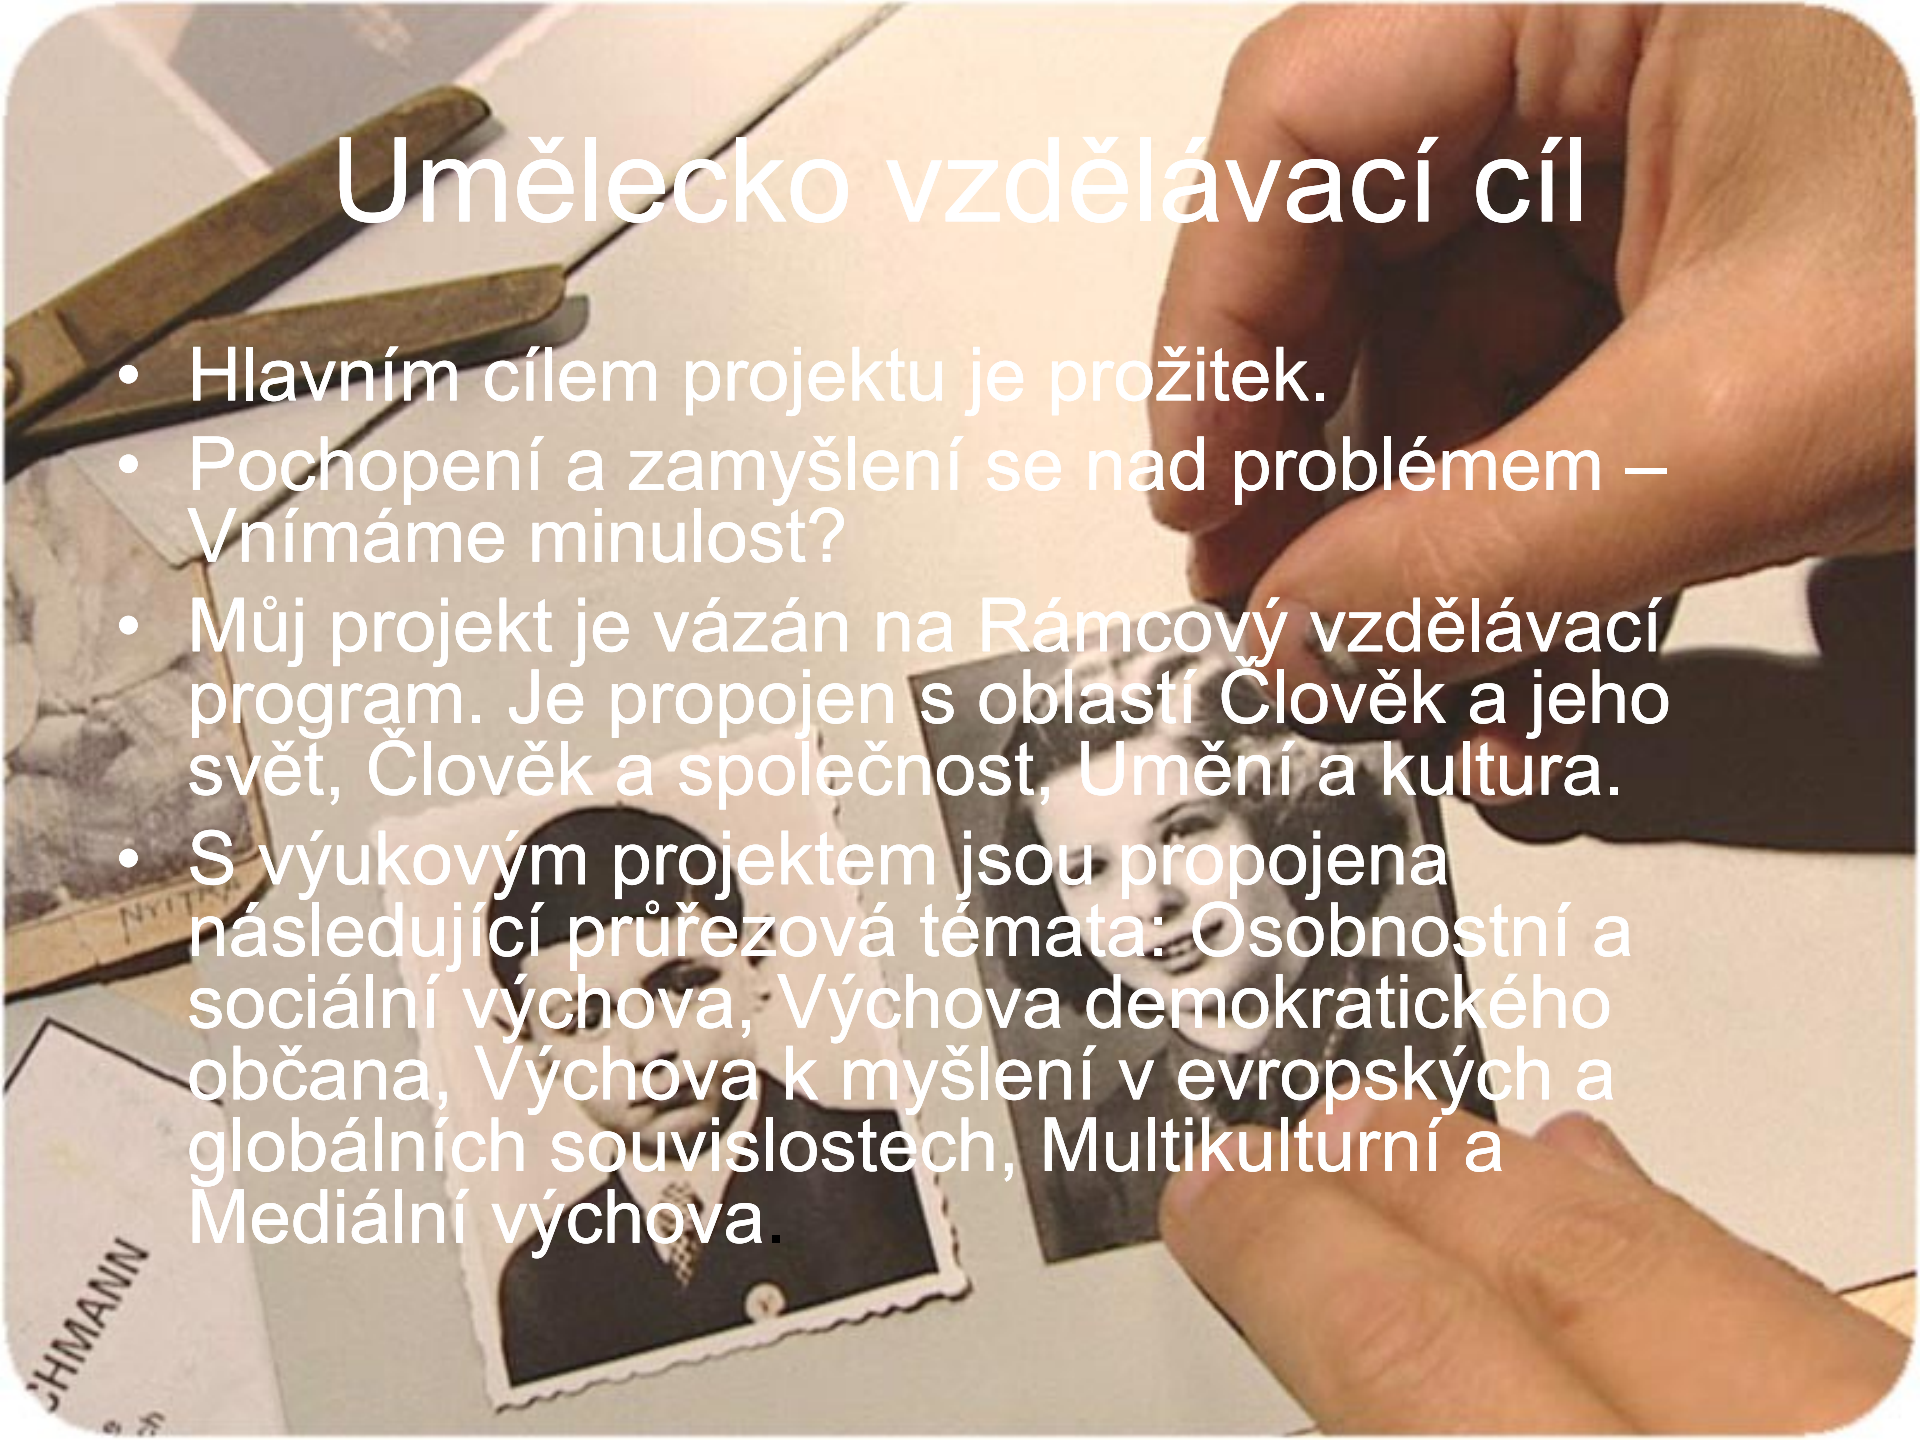 Umělecko vzdělávací cíl
• Hlavním cílem projektu je prožitek.
• Pochopení a zamyšlení se nad problémem –
Vnímáme minulost?
• Můj projekt je vázán na Rámcový vzdělávací
program. Je propojen s oblastí Člověk a jeho
svět, Člověk a společnost, Umění a kultura.
• S výukovým projektem jsou propojena
následující průřezová témata: Osobnostní a
sociální výchova, Výchova demokratického
občana, Výchova k myšlení v evropských a
globálních souvislostech, Multikulturní a
Mediální výchova.
NYITRA
CHMANN